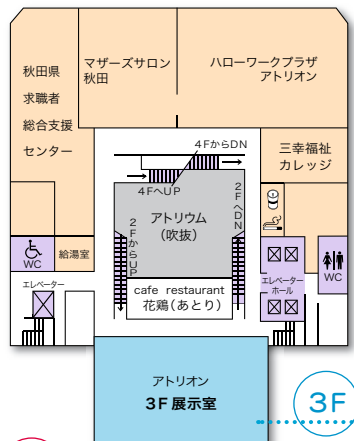 秋田県
求職者
総合支援
センター
マザーズサロン
秋田
ハローワークプラザ
アトリオン
三幸福祉
カレッジ
4FからDN
4FへUP
2FへDN
2FからUP
アトリウム
(吹抜)
WC
給湯室
エレベーター
エレベーター
ホール
WC
cafe restaurant
花鶏(あとり)
アトリオン
3F 展示室
3F